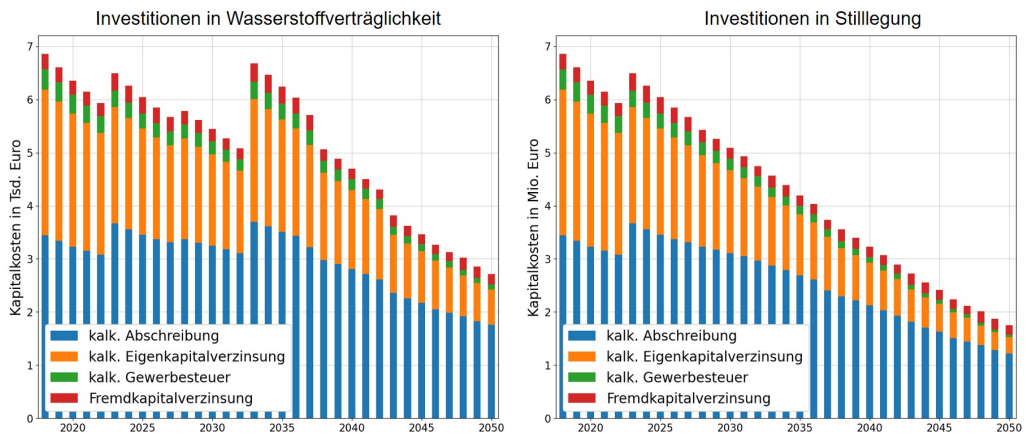 Investitionen in Wasserstoffverträglichkeit
Kapitalkosten in Tsd. Euro
7
6
5
4
3
2
1
0
kalk. Abschreibung
kalk. Eigenkapitalverzinsung
kalk. Gewerbesteuer
Fremdkapitalverzinsung
2020 2025 2030 2035 2040 2045 2050
Investitionen in Stilllegung
Kapitalkosten in Mio. Euro
7
6
5
4
3
2
1
0
kalk. Abschreibung
kalk. Eigenkapitalverzinsung
kalk. Gewerbesteuer
Fremdkapitalverzinsung
2020 2025 2030 2035 2040 2045 2050